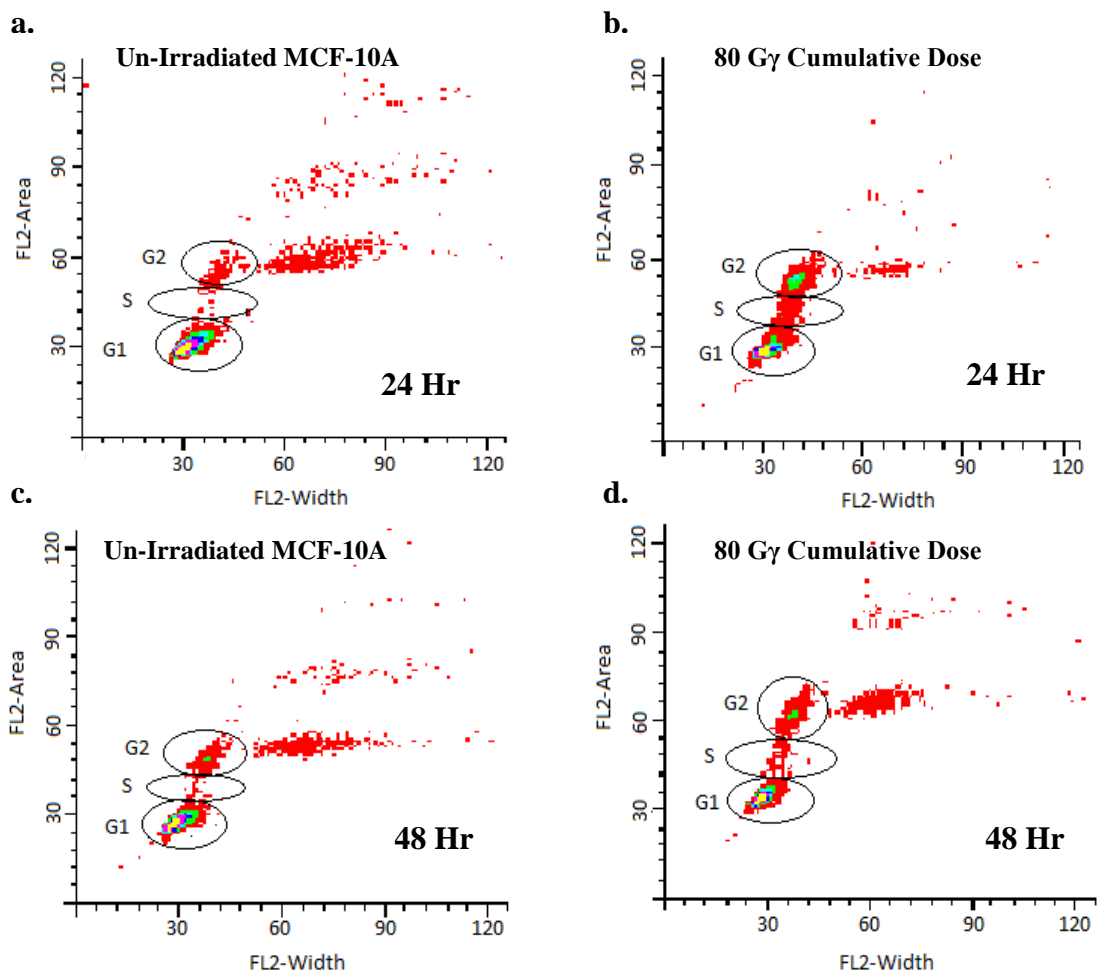 a.
Un-Irradiated MCF-10A
120
90
60
30
FL2-Area
G2
S
G1
24 Hr
30 60 90 120
FL2-Width
b.
80 Gγ Cumulative Dose
120
90
60
30
FL2-Area
G2
S
G1
24 Hr
30 60 90 120
FL2-Width
c.
Un-Irradiated MCF-10A
120
90
60
30
FL2-Area
G2
S
G1
48 Hr
30 60 90 120
FL2-Width
d.
80 Gγ Cumulative Dose
120
90
60
30
FL2-Area
G2
S
G1
48 Hr
30 60 90 120
FL2-Width